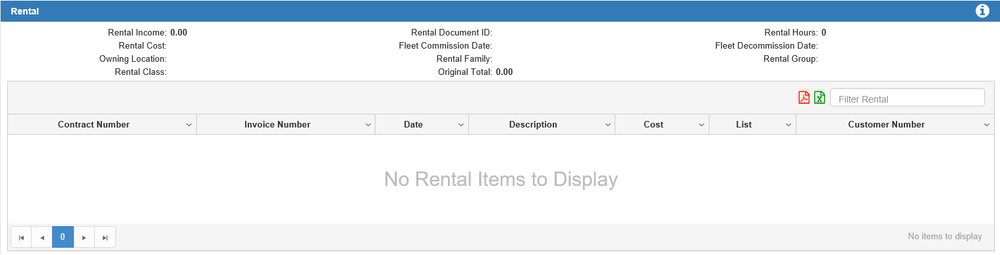 Rental
Rental Income: 0.00 Rental Document ID: Rental Hours: 0
Rental Cost: Fleet Commission Date: Fleet Decommission Date:
Owning Location: Rental Family: Rental Group:
Rental Class: Original Total: 0.00
Filter Rental
Contract Number Invoice Number Date Description Cost List Customer Number
No Rental Items to Display
0 No items to display